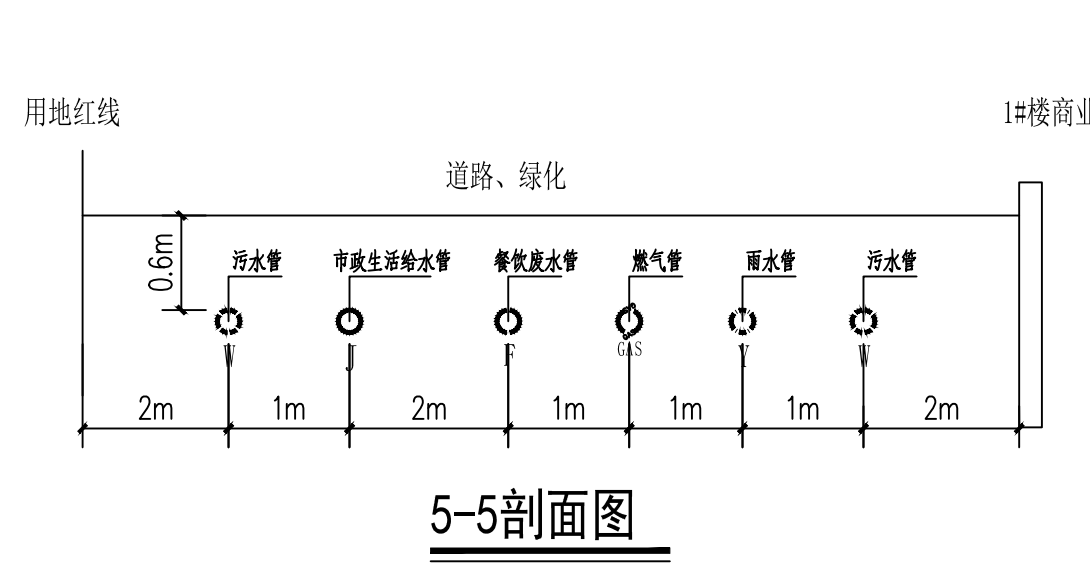 用地红线
1#楼商业
道路、绿化
0.6m
污水管
市政生活给水管
餐饮废水管
燃气管
雨水管
污水管
W
J
F
GAS
Y
W
2m
1m
2m
1m
1m
1m
2m
5-5剖面图